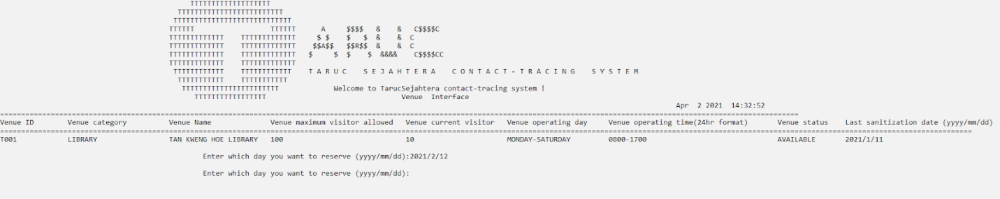 TTTTTTTTTTTTTTTTTTT
TTTTTTTTTTTTTTTTTTTTTTTTT
TTTTTTTTTTTTTTTTTTTTTTTTTTTT
TTTTTT TTTTTT A $$$$ & & C$$$$C
TTTTTTTTTTTTT TTTTTTTTTTTTT $ $ $ $ & & C
TTTTTTTTTTTTT TTTTTTTTTTTTT $$A$$ $$R$$ & & C
TTTTTTTTTTTTT TTTTTTTTTTTTT $ $ $ $ &&&& C$$$$CC
TTTTTTTTTTTTT TTTTTTTTTTTTT
TTTTTTTTTTTT TTTTTTTTTTTT T A R U C S E J A H T E R A C O N T A C T - T R A C I N G S Y S T E M
TTTTTTTTTTT TTTTTTTTTTT
TTTTTTTTTTTTTTTTTTTTTTT Welcome to TarucSejahtera contact-tracing system !
TTTTTTTTTTTTTTTTT Venue Interface
Apr 2 2021 14:32:52
Venue ID Venue category Venue Name Venue maximum visitor allowed Venue current visitor Venue operating day Venue operating time(24hr format) Venue status Last sanitization date (yyyy/mm/dd)
T001 LIBRARY TAN KWENG HOE LIBRARY 100 10 MONDAY-SATURDAY 0800-1700 AVAILABLE 2021/1/11
Enter which day you want to reserve (yyyy/mm/dd):2021/2/12
Enter which day you want to reserve (yyyy/mm/dd):